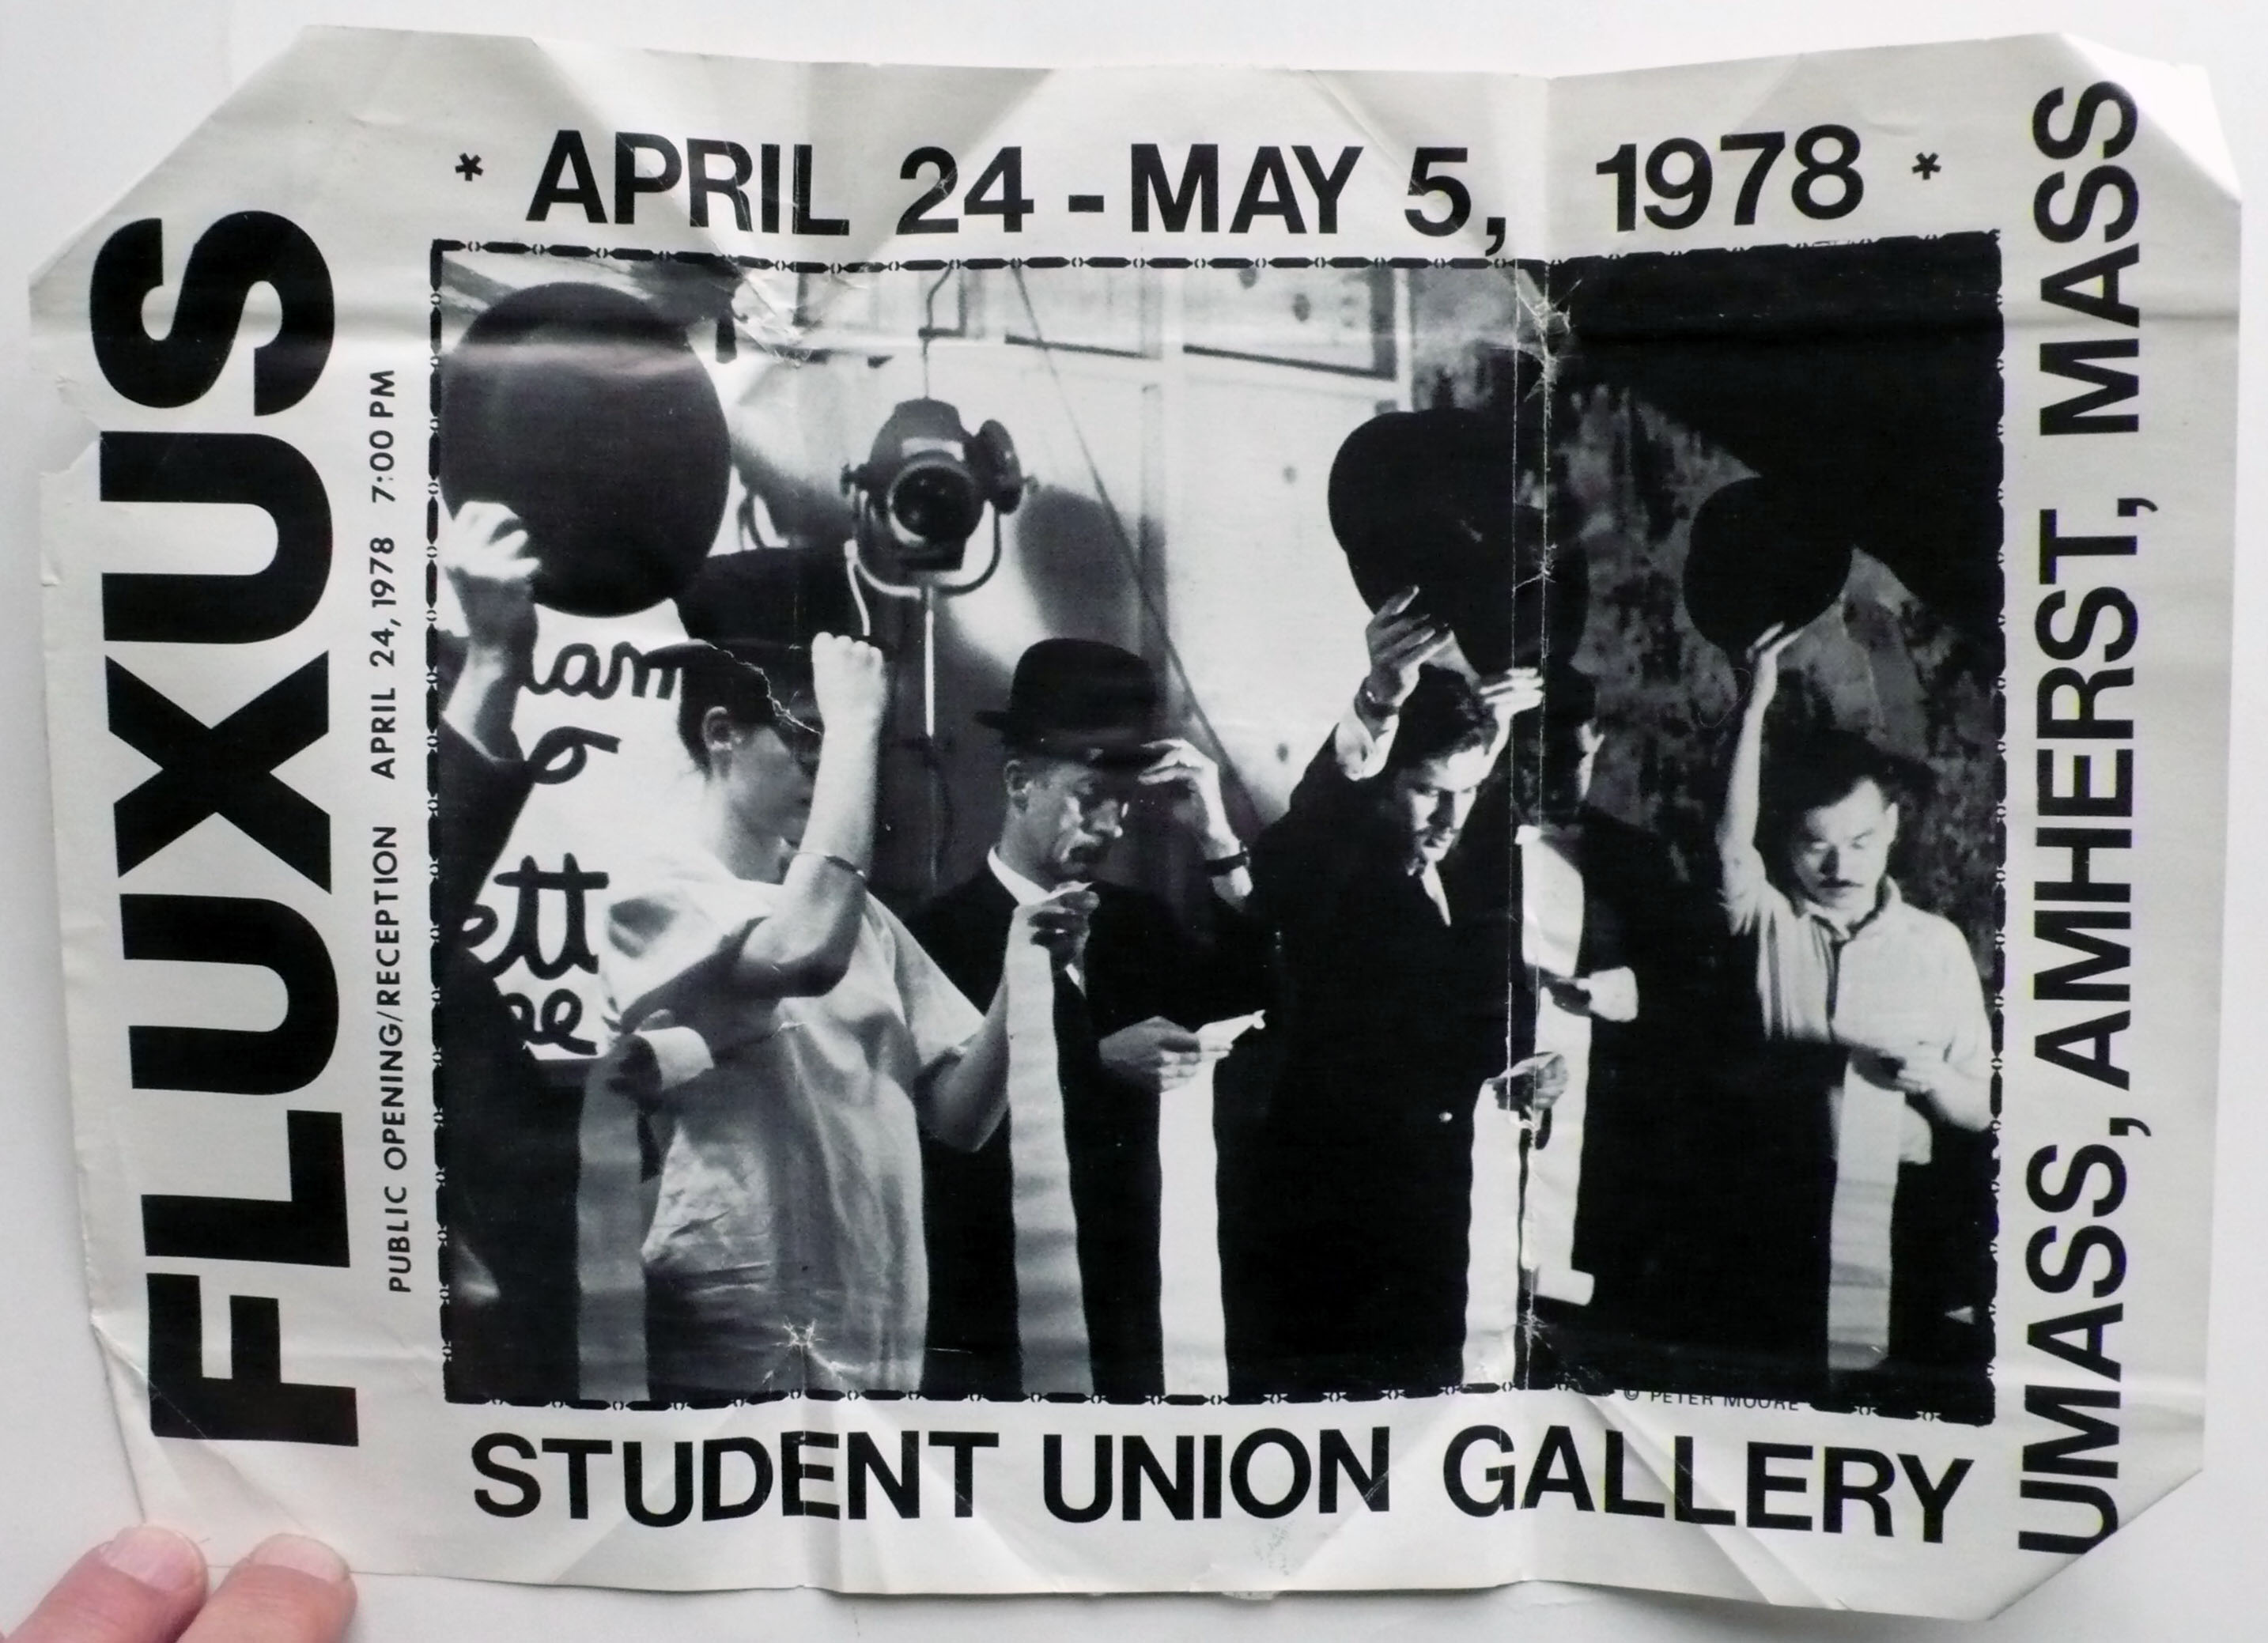 * APRIL 24 - MAY 5, 1978 *
FLUXUS
PUBLIC OPENING/RECEPTION APRIL 24, 1978 7:00 PM
© PETER MOORE
STUDENT UNION GALLERY
UMASS, AMHERST, MASS